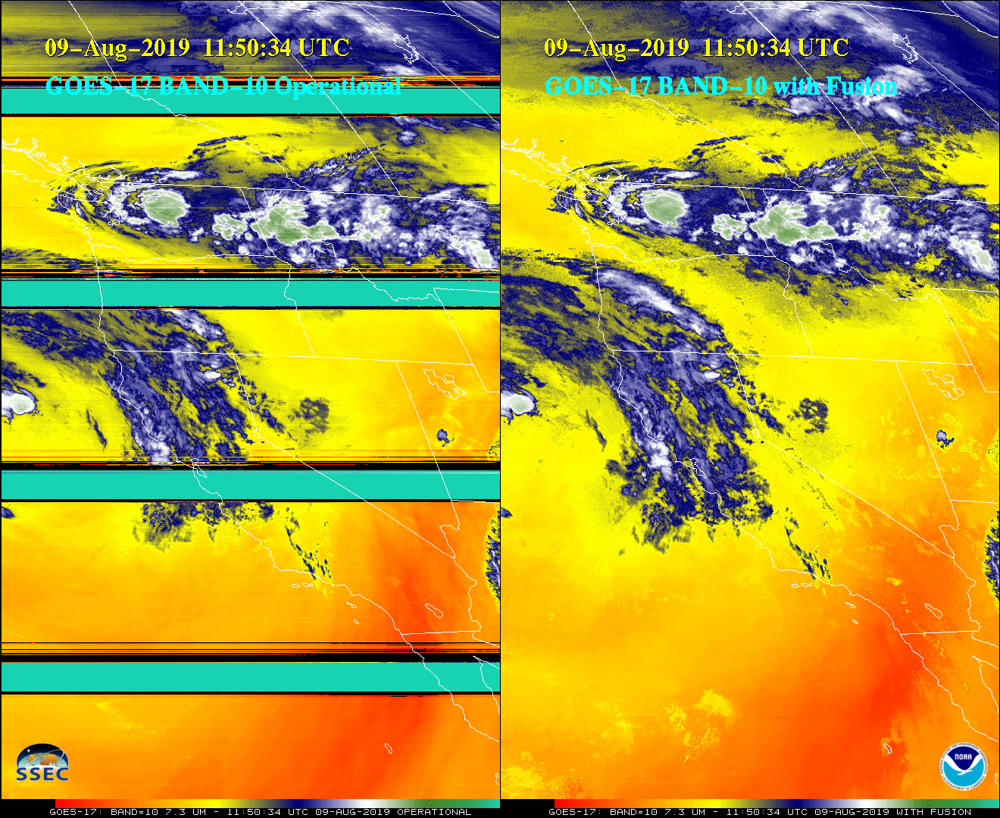 09-Aug-2019 11:50:34 UTC
GOES-17 BAND-10 Operational
09-Aug-2019 11:50:34 UTC
GOES-17 BAND-10 with Fusion
SSEC
NOAA
GOES-17: BAND=10 7.3 UM - 11:50:34 UTC 09-AUG-2019 OPERATIONAL
GOES-17: BAND=10 7.3 UM - 11:50:34 UTC 09-AUG-2019 WITH FUSION